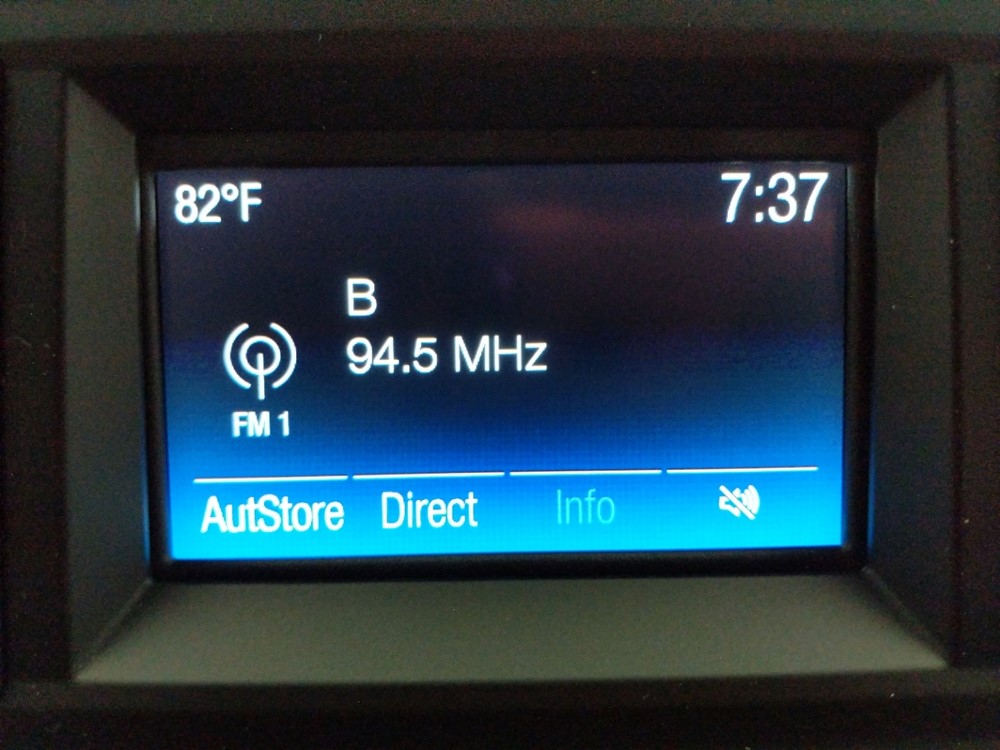 82°F 7:37
B
94.5 MHz
FM 1
AutStore Direct Info